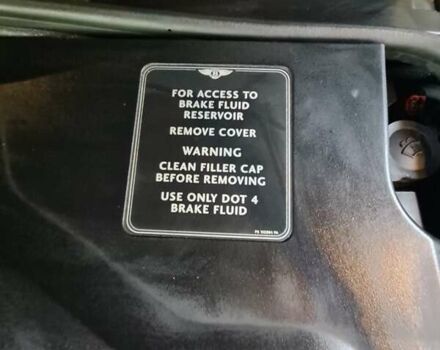 FOR ACCESS TO
BRAKE FLUID
RESERVOIR
REMOVE COVER
WARNING
CLEAN FILLER CAP
BEFORE REMOVING
USE ONLY DOT 4
BRAKE FLUID